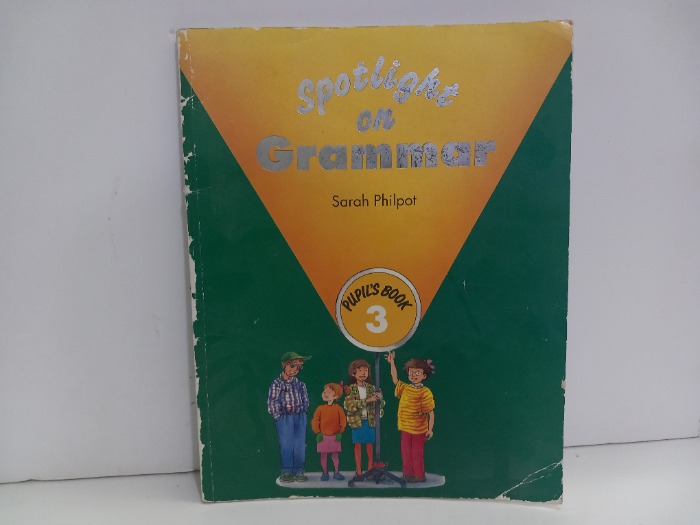 Spotlight
on
Grammar
Sarah Philpot
PUPIL'S BOOK
3